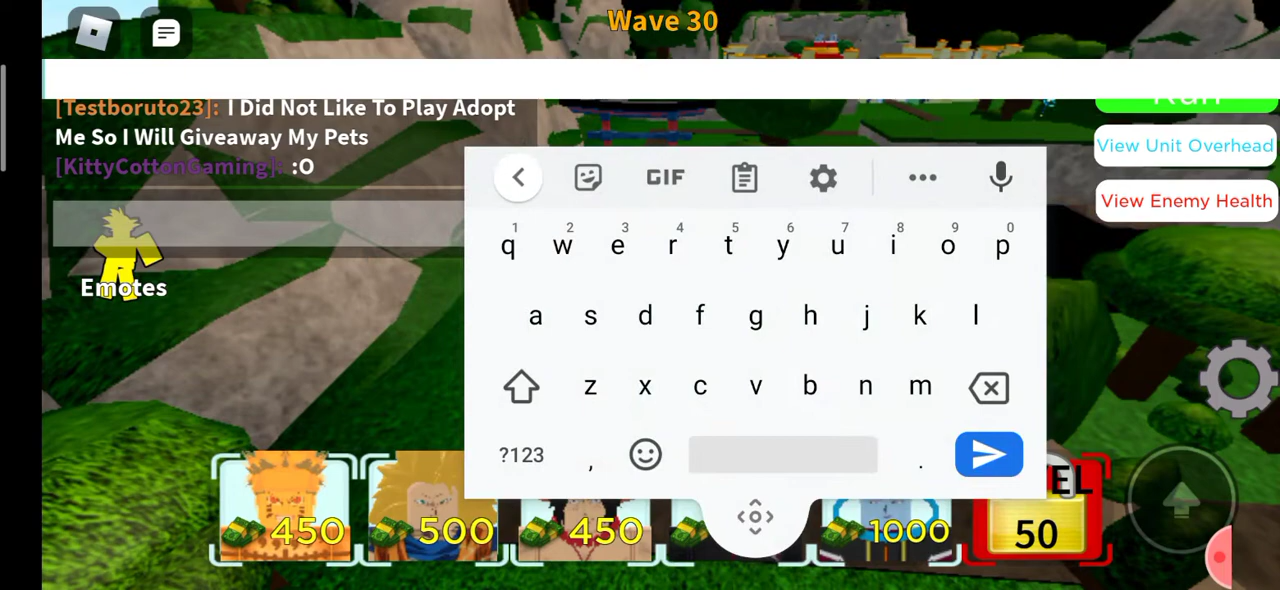 Wave 30
[Testboruto23]: I Did Not Like To Play Adopt
Me So I Will Giveaway My Pets
[KittyCottonGaming]: :O
View Unit Overhead
View Enemy Health
GIF
1 2 3 4 5 6 7 8 9 0
q w e r t y u i o p
Emotes
a s d f g h j k l
z x c v b n m
?123 , .
450
500
450
1000
EL
50